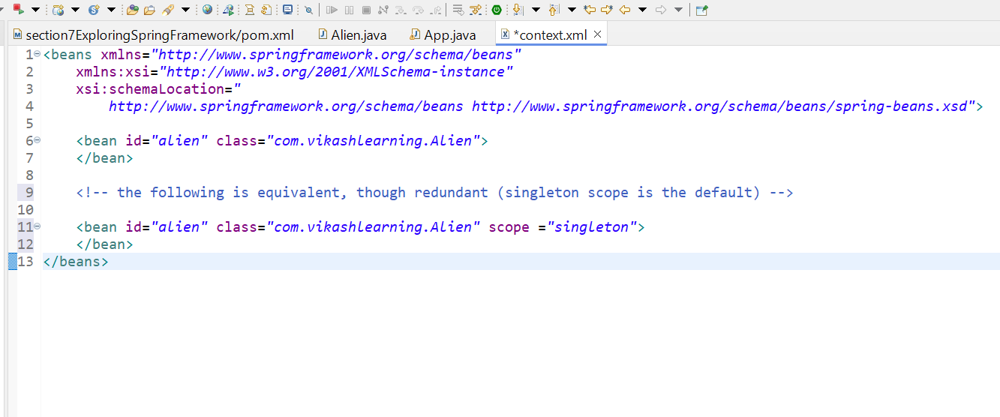 section7ExploringSpringFramework/pom.xml Alien.java App.java *context.xml
1 <beans xmlns="http://www.springframework.org/schema/beans"
2 xmlns:xsi="http://www.w3.org/2001/XMLSchema-instance"
3 xsi:schemaLocation="
4 http://www.springframework.org/schema/beans http://www.springframework.org/schema/beans/spring-beans.xsd">
5
6 <bean id="alien" class="com.vikashlearning.Alien">
7 </bean>
8
9 <!-- the following is equivalent, though redundant (singleton scope is the default) -->
10
11 <bean id="alien" class="com.vikashlearning.Alien" scope ="singleton">
12 </bean>
13 </beans>